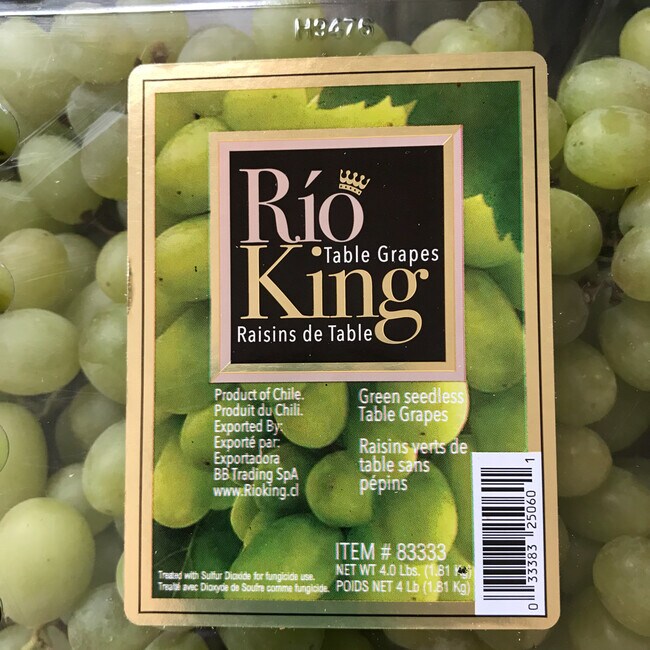 H9476
Río
Table Grapes
King
Raisins de Table
Product of Chile.
Produit du Chili.
Exported By:
Exporté par:
Exportadora
BB Trading SpA
www.Rioking.cl
Green seedless
Table Grapes
Raisins verts de
table sans
pépins
ITEM # 83333
NET WT 4.0 Lbs. (1.81 Kg)
POIDS NET 4 Lb (1.81 Kg)
Treated with Sulfur Dioxide for fungicide use.
Traité avec Dioxyde de Soufre comme fongicide.
0 33383 25060 1